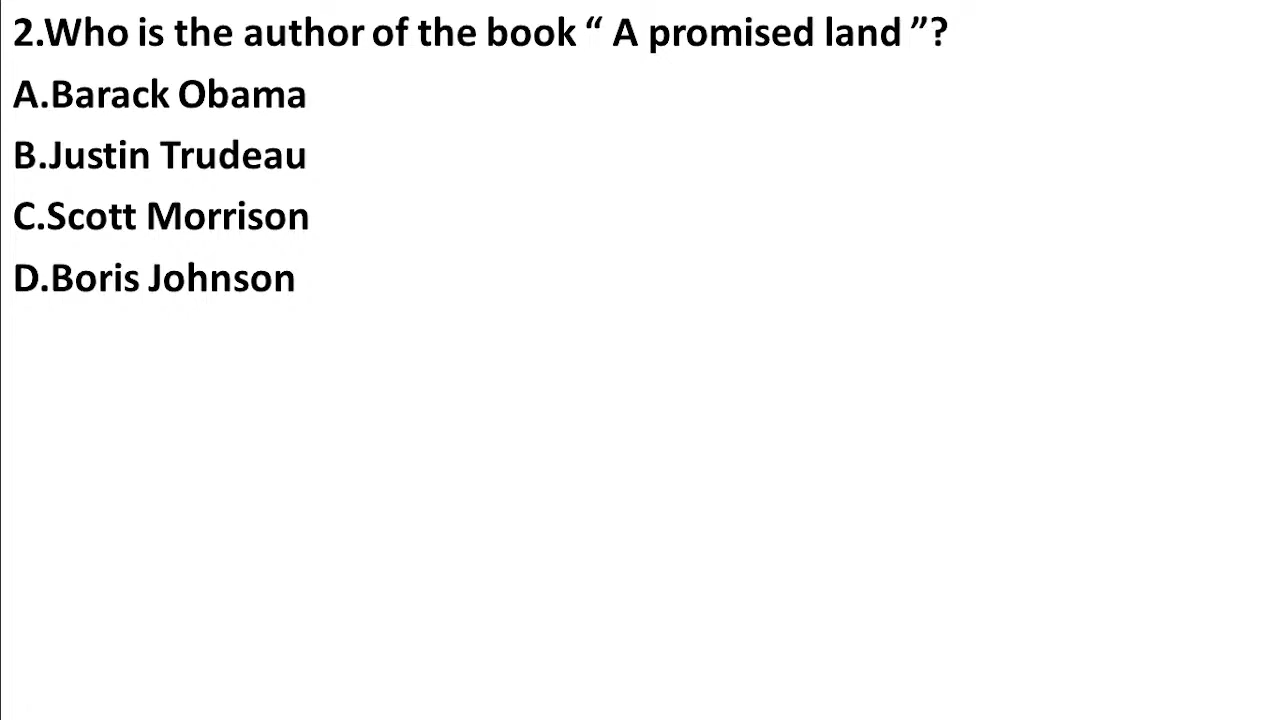 2.Who is the author of the book “ A promised land ”?
A.Barack Obama
B.Justin Trudeau
C.Scott Morrison
D.Boris Johnson